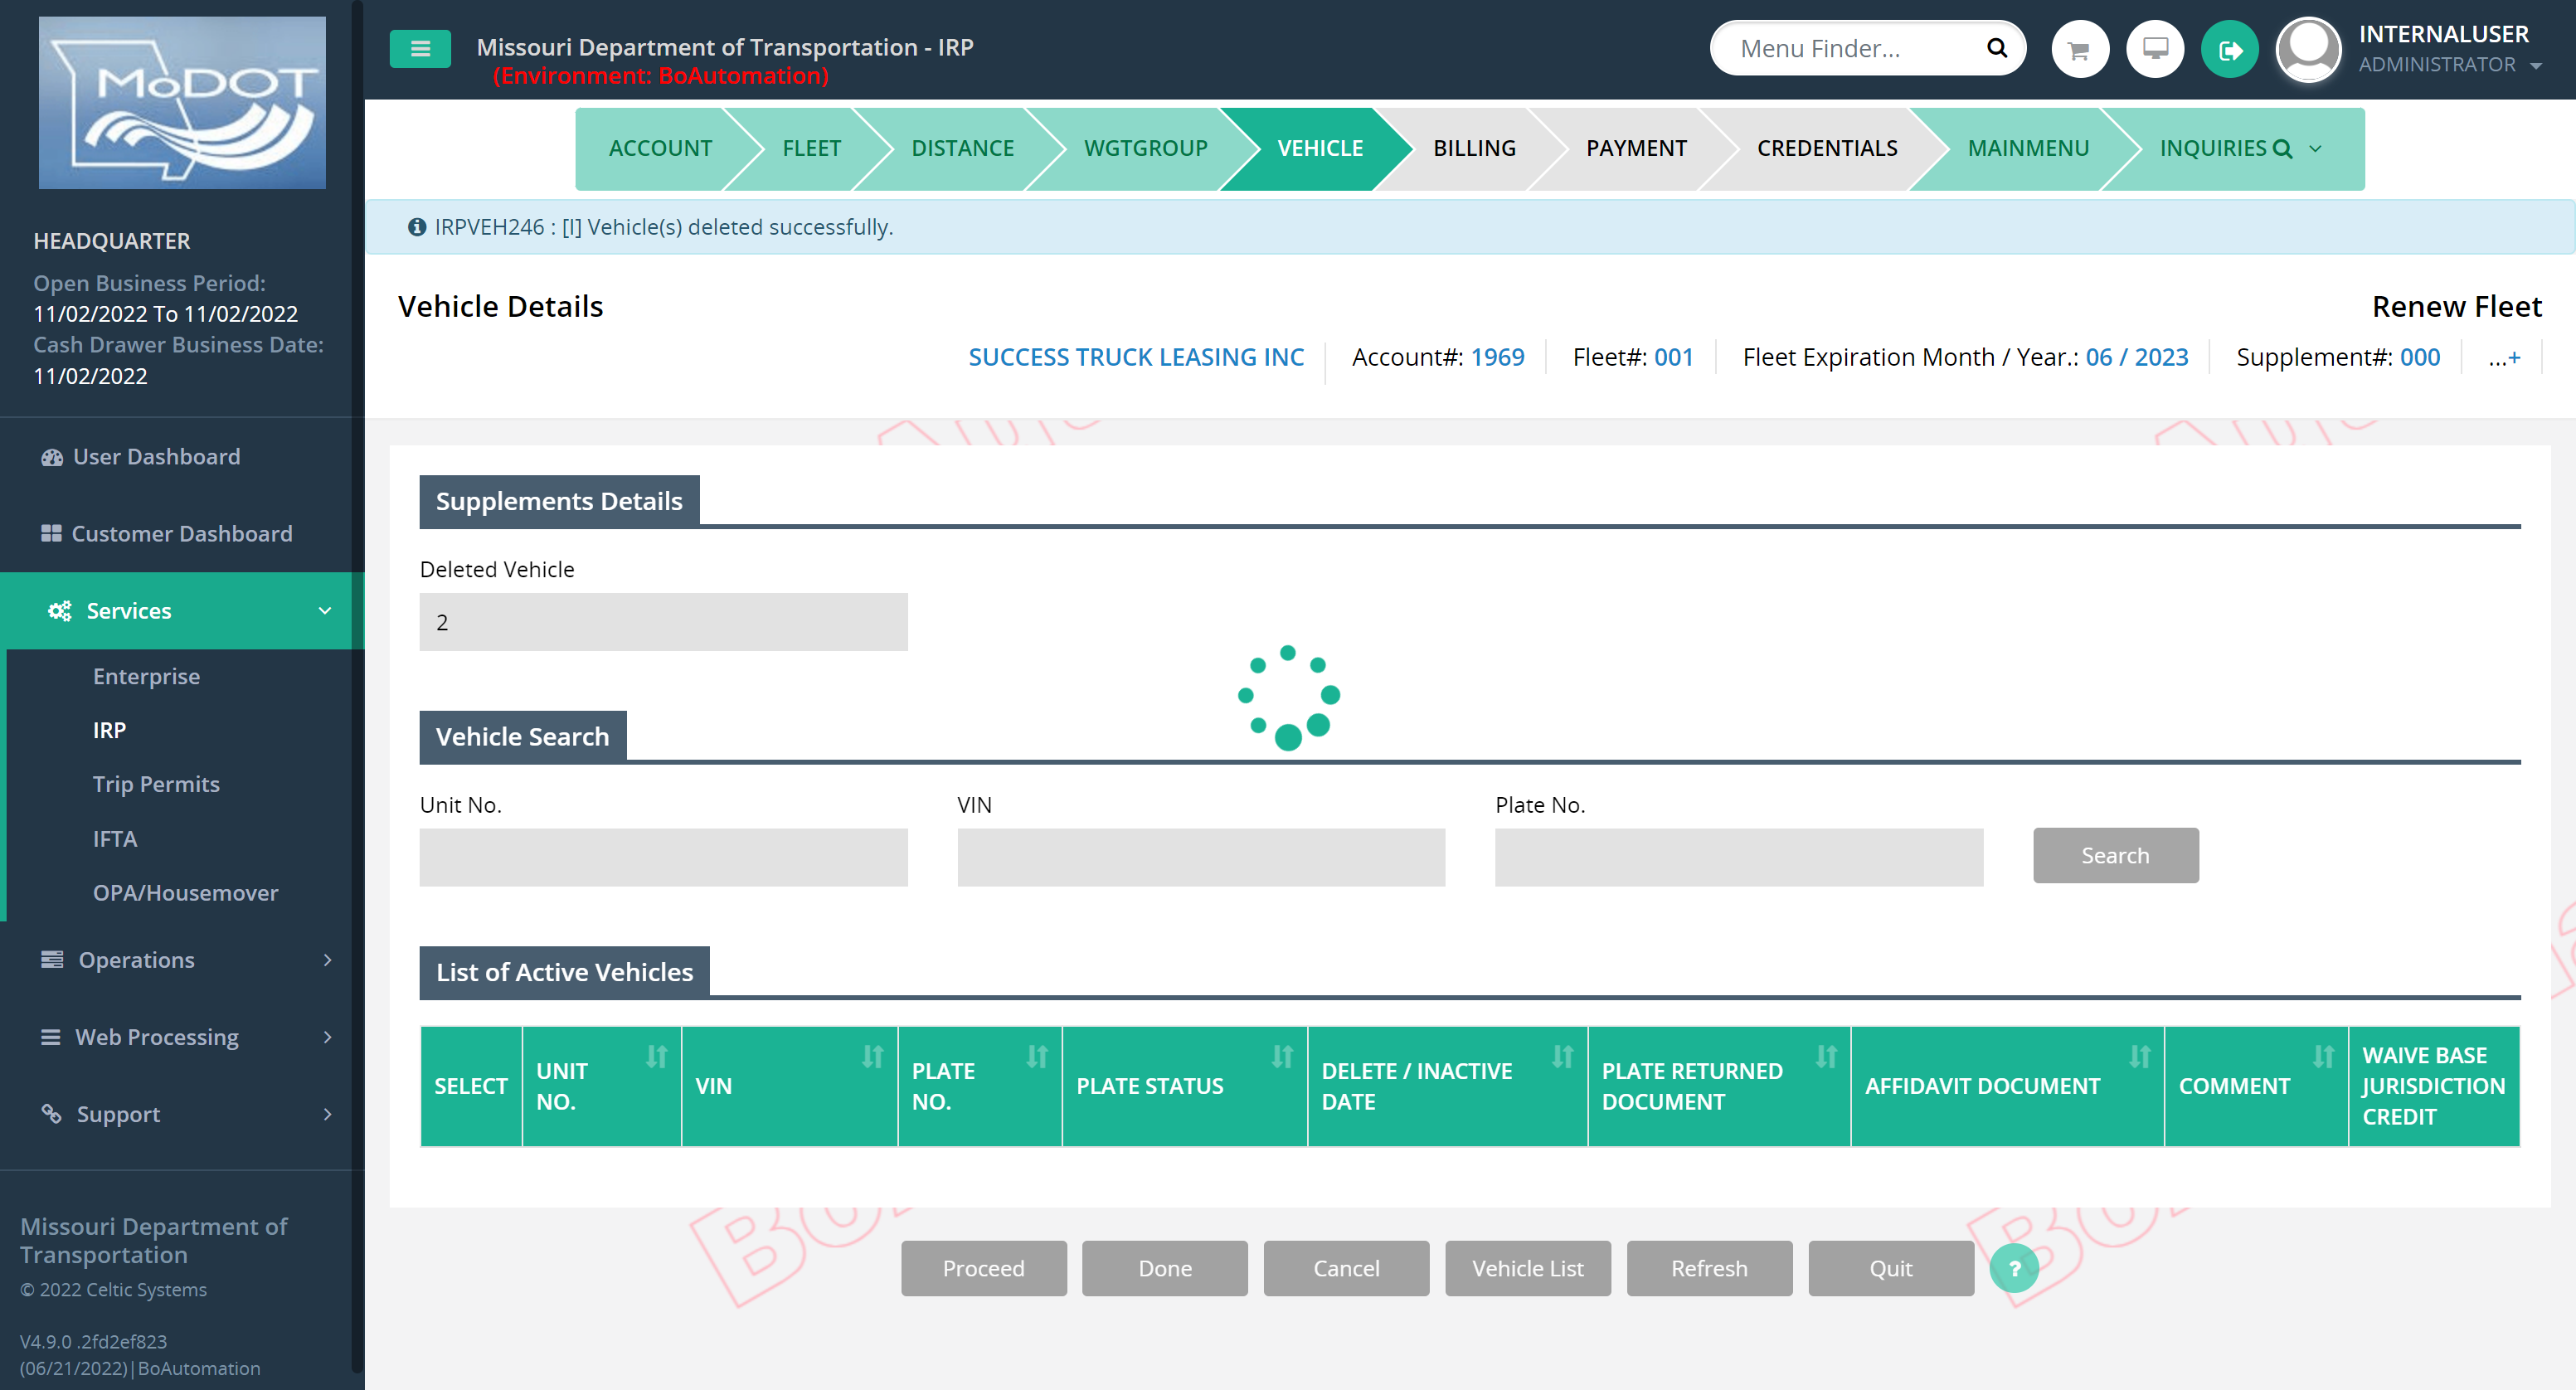 MoDOT
Missouri Department of Transportation - IRP
(Environment: BoAutomation)
Menu Finder...
INTERNALUSER
ADMINISTRATOR
ACCOUNT
FLEET
DISTANCE
WGTGROUP
VEHICLE
BILLING
PAYMENT
CREDENTIALS
MAINMENU
INQUIRIES
IRPVEH246 : [I] Vehicle(s) deleted successfully.
HEADQUARTER
Open Business Period:
11/02/2022 To 11/02/2022
Cash Drawer Business Date:
11/02/2022
User Dashboard
Customer Dashboard
Services
Enterprise
IRP
Trip Permits
IFTA
OPA/Housemover
Operations
Web Processing
Support
Missouri Department of
Transportation
© 2022 Celtic Systems
V4.9.0 .2fd2ef823
(06/21/2022)|BoAutomation
Vehicle Details
Renew Fleet
SUCCESS TRUCK LEASING INC
Account#: 1969
Fleet#: 001
Fleet Expiration Month / Year.: 06 / 2023
Supplement#: 000
...+
Supplements Details
Deleted Vehicle
2
Vehicle Search
Unit No.
VIN
Plate No.
Search
List of Active Vehicles
SELECT
UNIT
NO.
VIN
PLATE
NO.
PLATE STATUS
DELETE / INACTIVE
DATE
PLATE RETURNED
DOCUMENT
AFFIDAVIT DOCUMENT
COMMENT
WAIVE BASE
JURISDICTION
CREDIT
Proceed
Done
Cancel
Vehicle List
Refresh
Quit
?